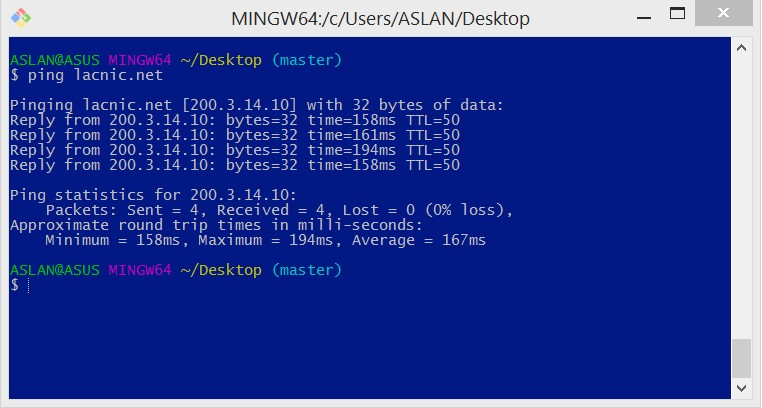 MINGW64:/c/Users/ASLAN/Desktop
ASLAN@ASUS MINGW64 ~/Desktop (master)
$ ping lacnic.net
Pinging lacnic.net [200.3.14.10] with 32 bytes of data:
Reply from 200.3.14.10: bytes=32 time=158ms TTL=50
Reply from 200.3.14.10: bytes=32 time=161ms TTL=50
Reply from 200.3.14.10: bytes=32 time=194ms TTL=50
Reply from 200.3.14.10: bytes=32 time=158ms TTL=50
Ping statistics for 200.3.14.10:
    Packets: Sent = 4, Received = 4, Lost = 0 (0% loss),
Approximate round trip times in milli-seconds:
    Minimum = 158ms, Maximum = 194ms, Average = 167ms
ASLAN@ASUS MINGW64 ~/Desktop (master)
$